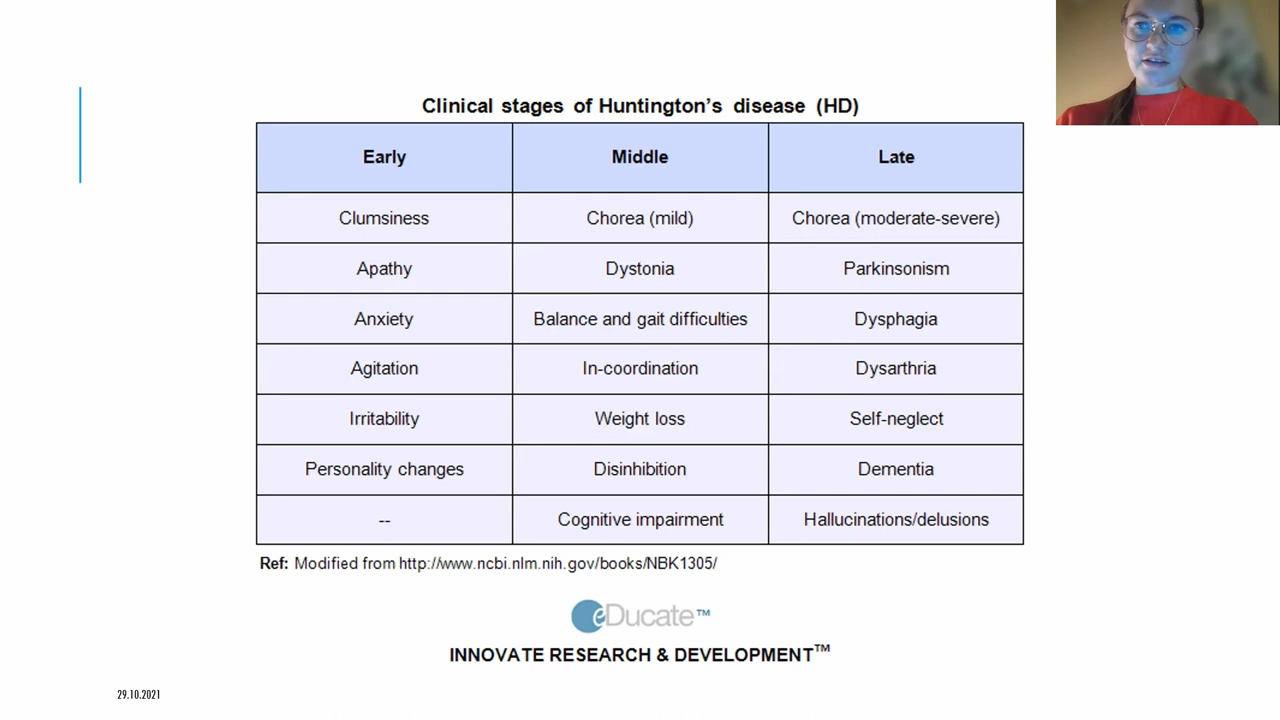 Clinical stages of Huntington's disease (HD)
Early Middle Late
Clumsiness Chorea (mild) Chorea (moderate-severe)
Apathy Dystonia Parkinsonism
Anxiety Balance and gait difficulties Dysphagia
Agitation In-coordination Dysarthria
Irritability Weight loss Self-neglect
Personality changes Disinhibition Dementia
-- Cognitive impairment Hallucinations/delusions
Ref: Modified from http://www.ncbi.nlm.nih.gov/books/NBK1305/
eDucate™
INNOVATE RESEARCH & DEVELOPMENT™
29.10.2021